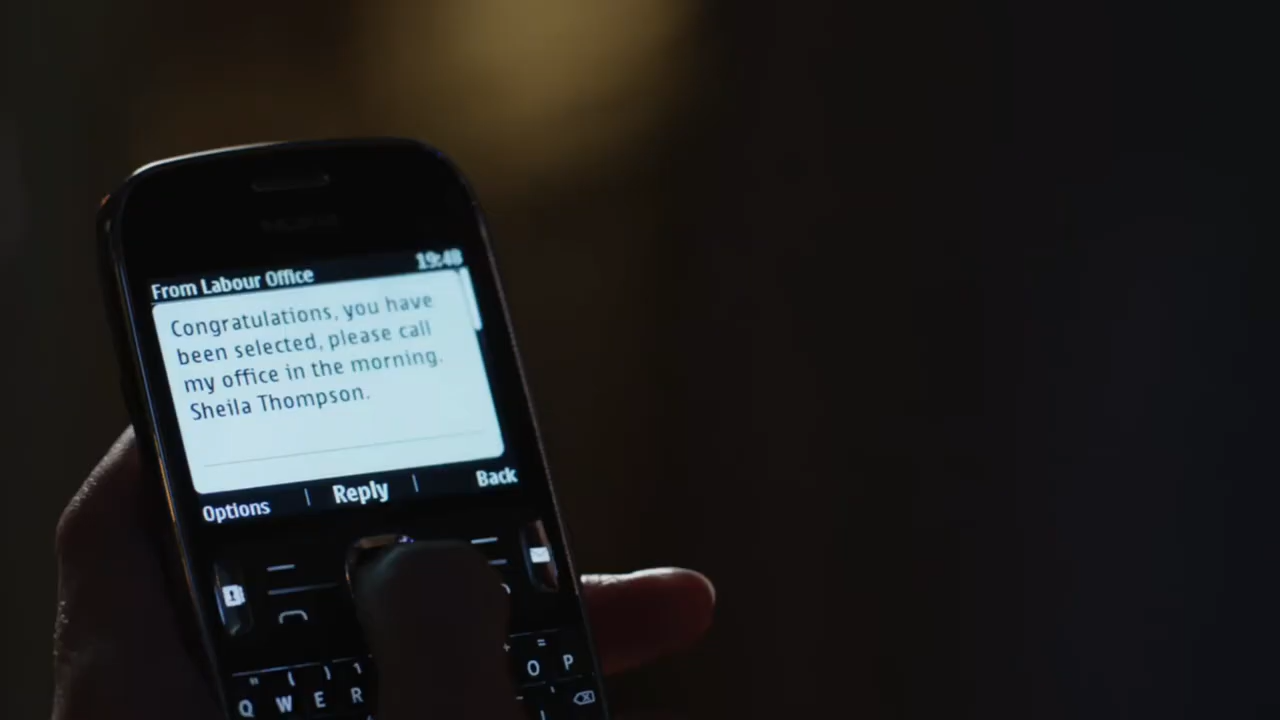 From Labour Office 19:48
Congratulations, you have
been selected, please call
my office in the morning.
Sheila Thompson.
Options Reply Back
Q W E R O P